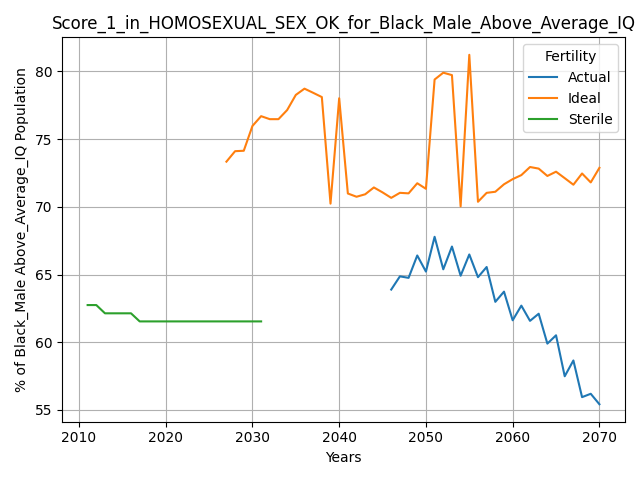 Score_1_in_HOMOSEXUAL_SEX_OK_for_Black_Male_Above_Average_IQ
% of Black_Male Above_Average_IQ Population
80
75
70
65
60
55
Fertility
Actual
Ideal
Sterile
2010 2020 2030 2040 2050 2060 2070
Years